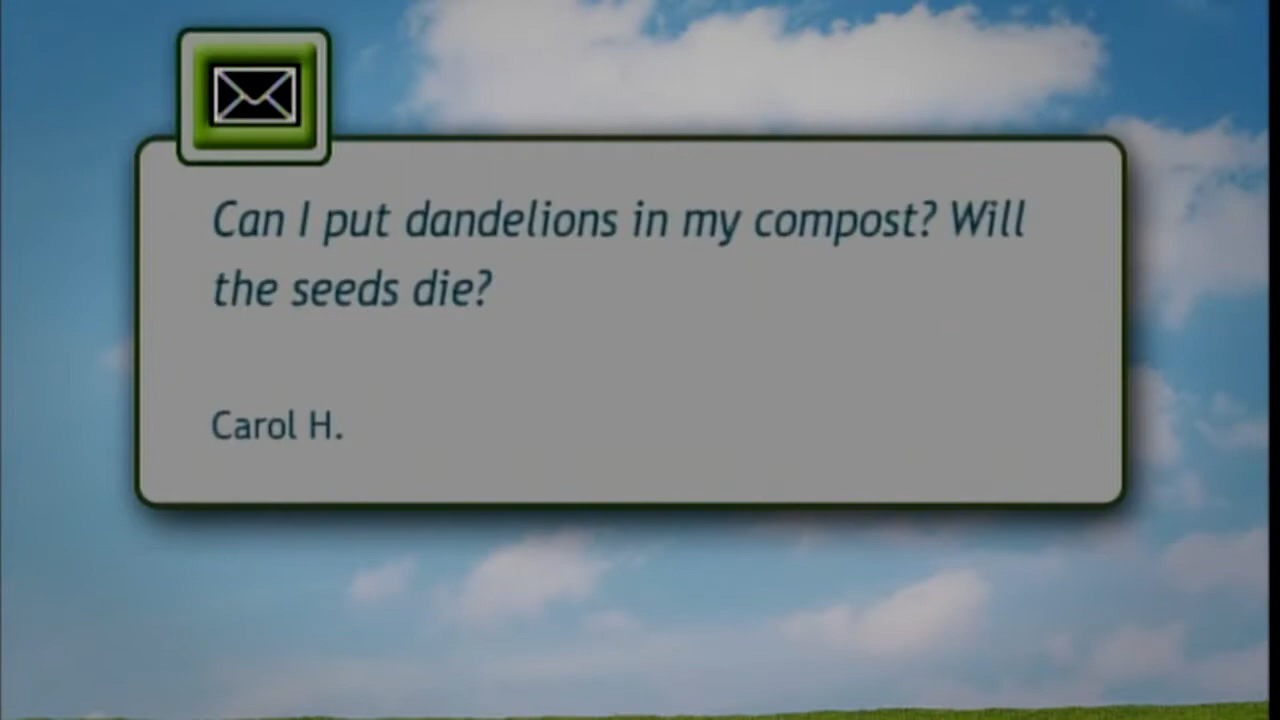 Can I put dandelions in my compost? Will
the seeds die?
Carol H.